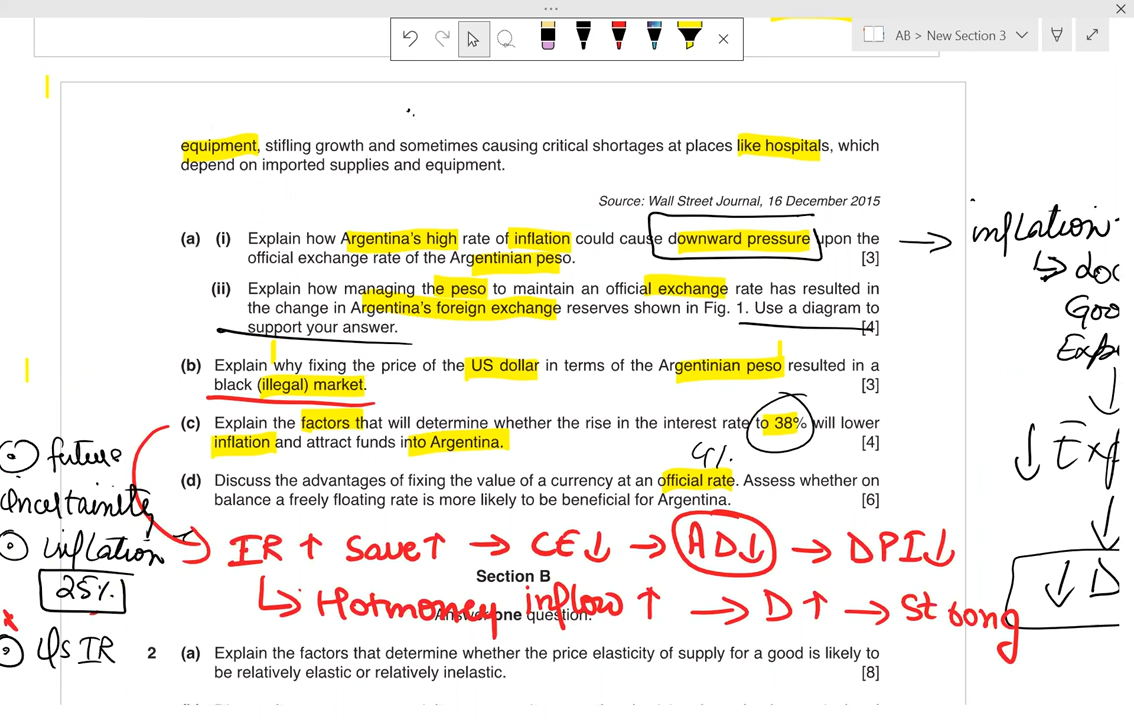 AB > New Section 3
equipment, stifling growth and sometimes causing critical shortages at places like hospitals, which
depend on imported supplies and equipment.
Source: Wall Street Journal, 16 December 2015
(a) (i) Explain how Argentina's high rate of inflation could cause downward pressure upon the
official exchange rate of the Argentinian peso. [3]
(ii) Explain how managing the peso to maintain an official exchange rate has resulted in
the change in Argentina's foreign exchange reserves shown in Fig. 1. Use a diagram to
support your answer. [4]
(b) Explain why fixing the price of the US dollar in terms of the Argentinian peso resulted in a
black (illegal) market. [3]
(c) Explain the factors that will determine whether the rise in the interest rate to 38% will lower
inflation and attract funds into Argentina. [4]
(d) Discuss the advantages of fixing the value of a currency at an official rate. Assess whether on
balance a freely floating rate is more likely to be beneficial for Argentina. [6]
Section B
Answer one question.
2 (a) Explain the factors that determine whether the price elasticity of supply for a good is likely to
be relatively elastic or relatively inelastic. [8]
→ inflation
↳
Goo
Exp
↓
↓ Exp
↓
↓ D
future
uncertainity
inflation
25%
IR
IR ↑ Save ↑ → CE ↓ → AD ↓ → DPI ↓
↳ Hotmoney inflow ↑ → D ↑ → Strong